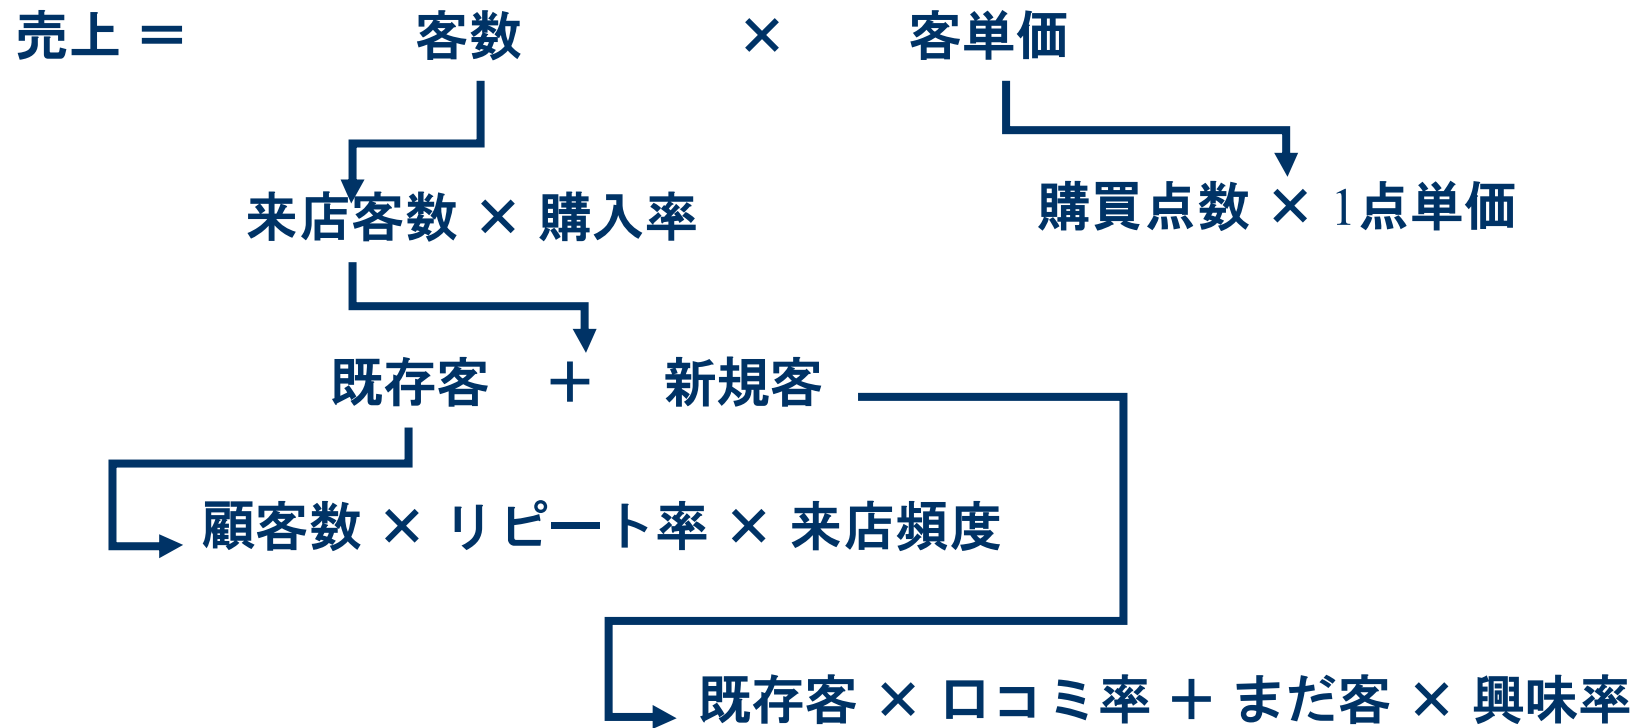 売上 ＝ 客数 × 客単価
来店客数 × 購入率
購買点数 × 1点単価
既存客 ＋ 新規客
顧客数 × リピート率 × 来店頻度
既存客 × 口コミ率 ＋ まだ客 × 興味率